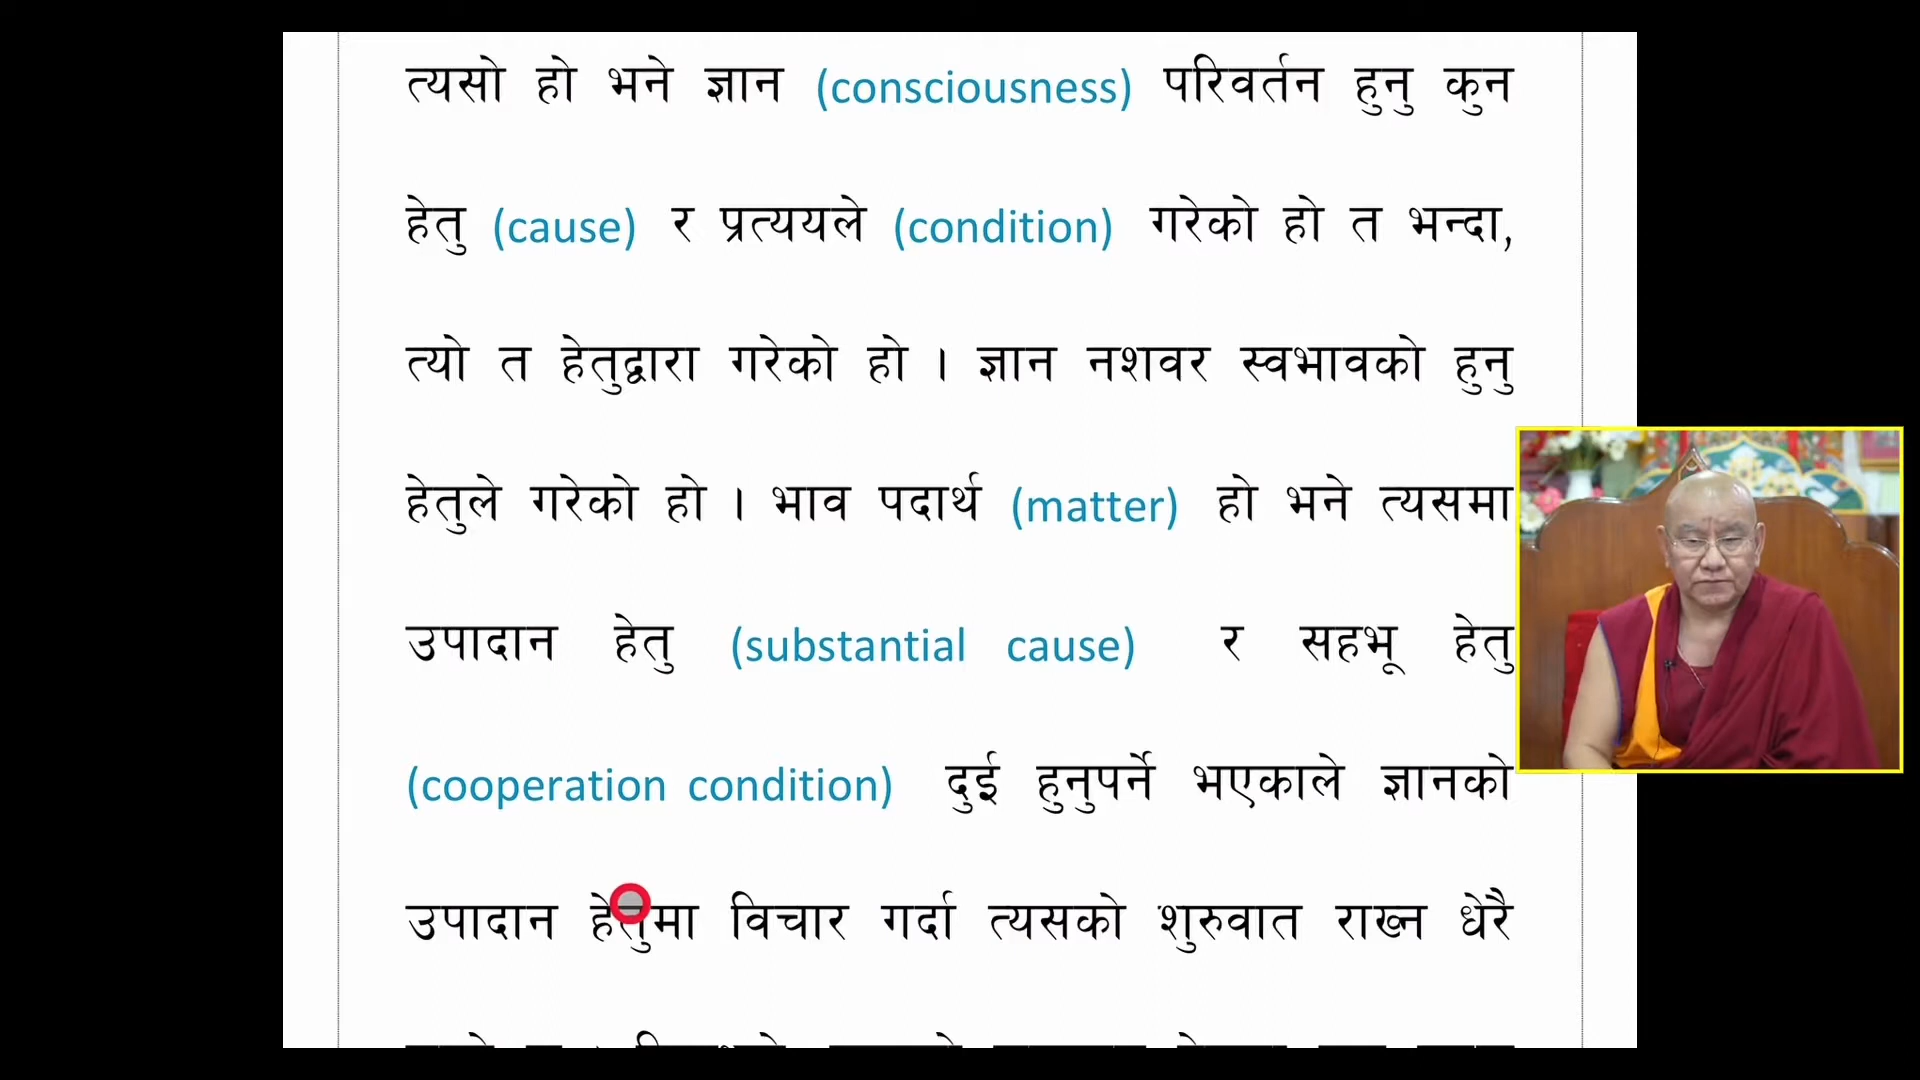 त्यसो हो भने ज्ञान (consciousness) परिवर्तन हुनु कुन
हेतु (cause) र प्रत्ययले (condition) गरेको हो त भन्दा,
त्यो त हेतुद्वारा गरेको हो । ज्ञान नशवर स्वभावको हुनु
हेतुले गरेको हो । भाव पदार्थ (matter) हो भने त्यसमा
उपादान हेतु (substantial cause) र सहभू हेतु
(cooperation condition) दुई हुनुपर्ने भएकाले ज्ञानको
उपादान हेतुमा विचार गर्दा त्यसको शुरुवात राख्न धेरै